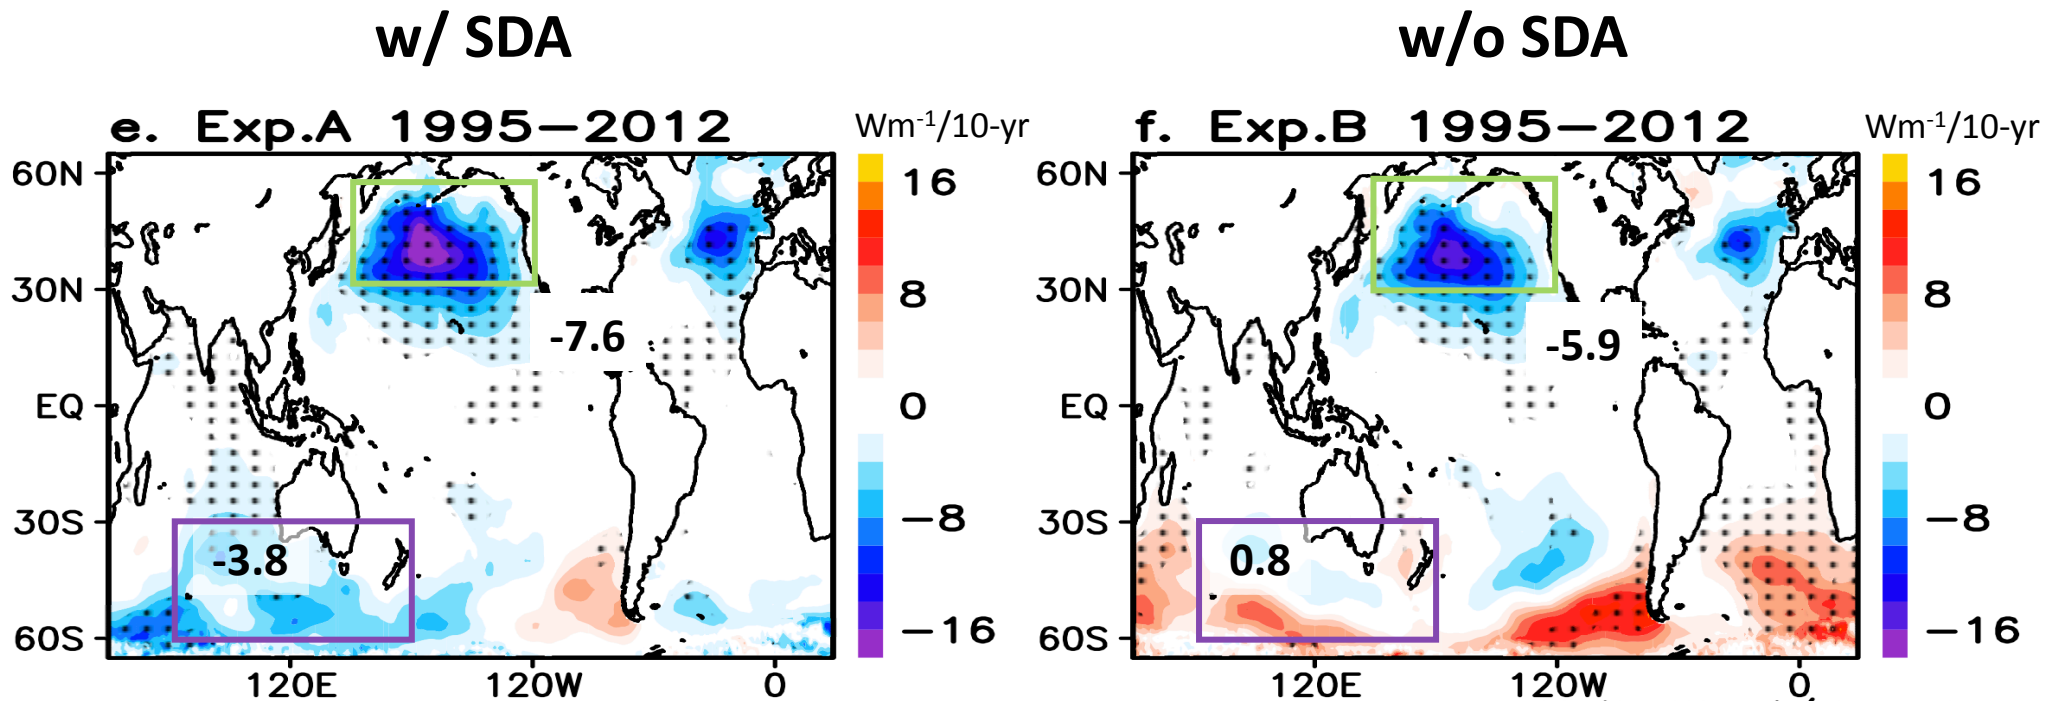 w/ SDA
w/o SDA
e. Exp.A 1995−2012
Wm-1/10-yr
60N
30N
EQ
30S
60S
120E
120W
0
-7.6
-3.8
16
8
0
−8
−16
f. Exp.B 1995−2012
Wm-1/10-yr
60N
30N
EQ
30S
60S
120E
120W
0
-5.9
0.8
16
8
0
−8
−16